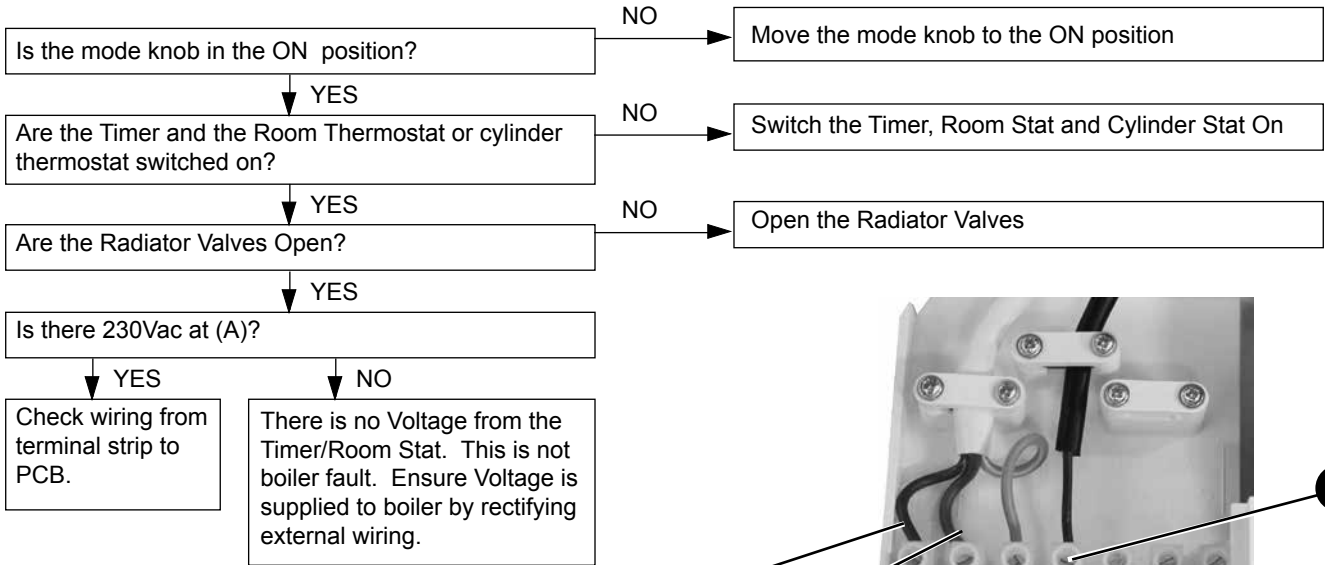 NO
Is the mode knob in the ON position?
Move the mode knob to the ON position
YES
NO
Are the Timer and the Room Thermostat or cylinder
thermostat switched on?
Switch the Timer, Room Stat and Cylinder Stat On
YES
NO
Are the Radiator Valves Open?
Open the Radiator Valves
YES
Is there 230Vac at (A)?
YES
NO
Check wiring from
terminal strip to
PCB.
There is no Voltage from the
Timer/Room Stat. This is not
boiler fault. Ensure Voltage is
supplied to boiler by rectifying
external wiring.